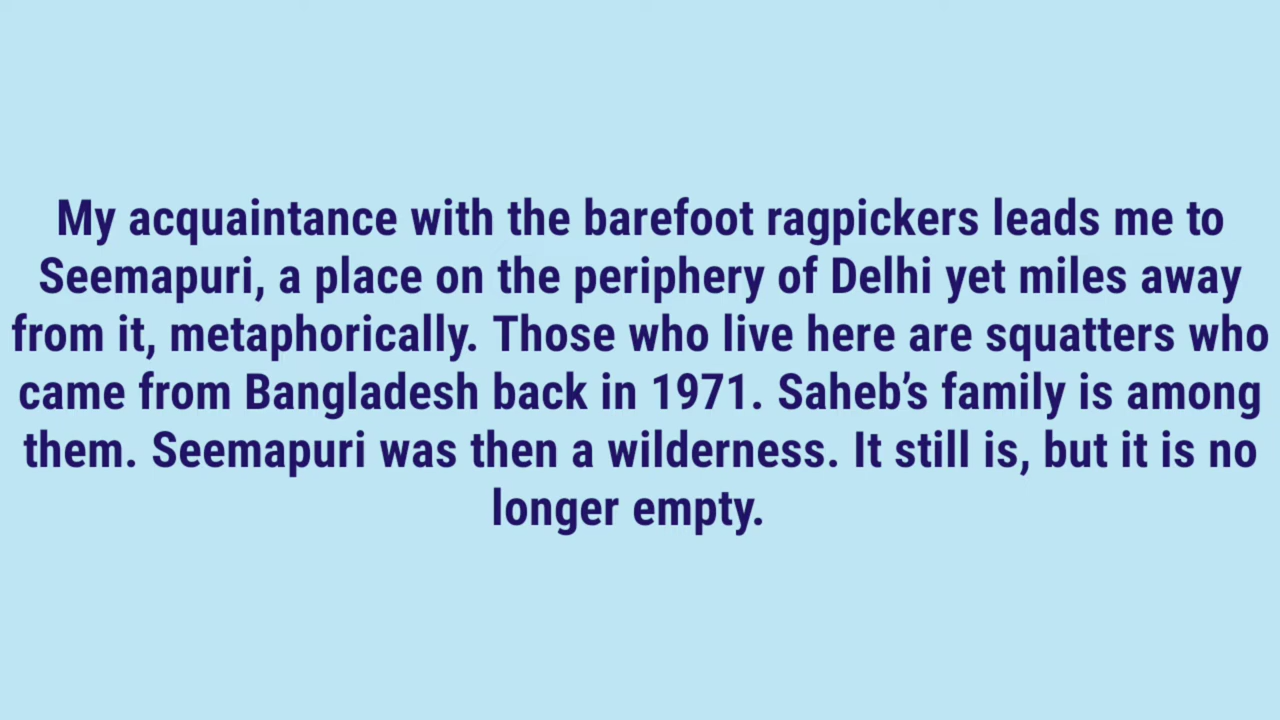 My acquaintance with the barefoot ragpickers leads me to
Seemapuri, a place on the periphery of Delhi yet miles away
from it, metaphorically. Those who live here are squatters who
came from Bangladesh back in 1971. Saheb’s family is among
them. Seemapuri was then a wilderness. It still is, but it is no
longer empty.